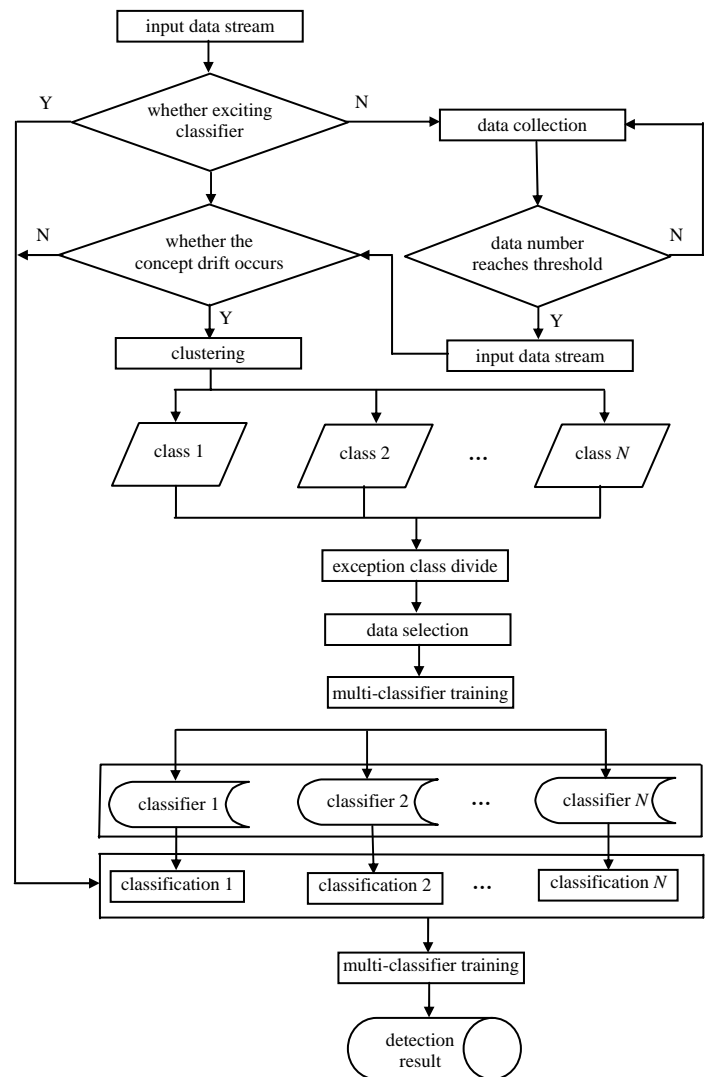 input data stream
Y
whether exciting
classifier
N
data collection
N
whether the
concept drift occurs
data number
reaches threshold
N
Y
Y
clustering
input data stream
class 1
class 2
...
class N
exception class divide
data selection
multi-classifier training
classifier 1
classifier 2
...
classifier N
classification 1
classification 2
...
classification N
multi-classifier training
detection
result